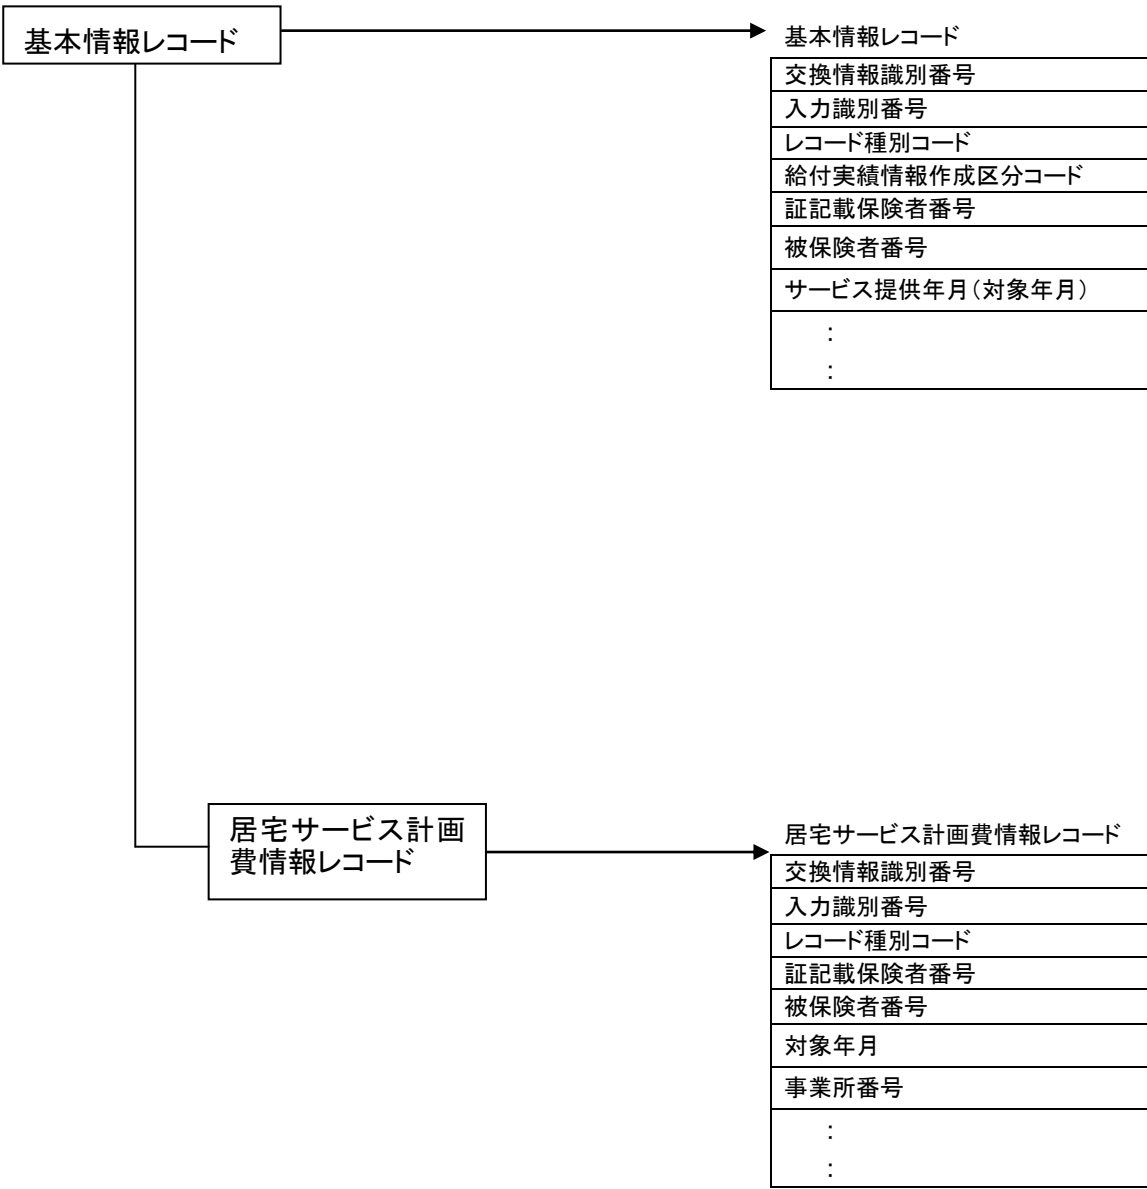 基本情報レコード
基本情報レコード
交換情報識別番号
入力識別番号
レコード種別コード
給付実績情報作成区分コード
証記載保険者番号
被保険者番号
サービス提供年月(対象年月)
:
:
居宅サービス計画
費情報レコード
居宅サービス計画費情報レコード
交換情報識別番号
入力識別番号
レコード種別コード
証記載保険者番号
被保険者番号
対象年月
事業所番号
:
: